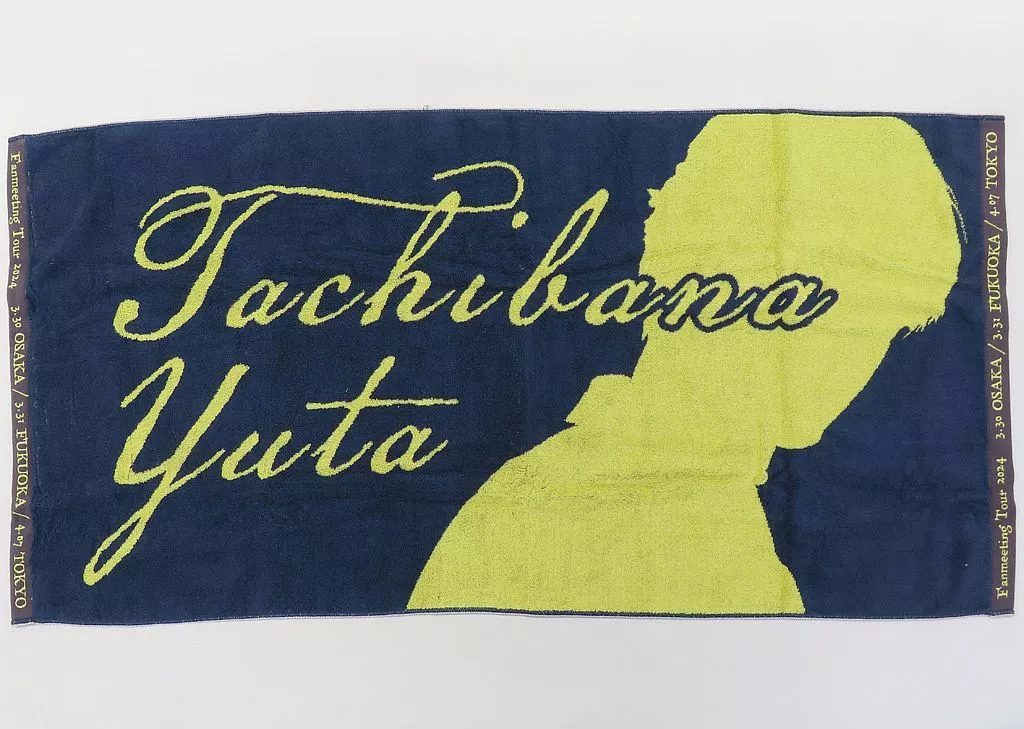 Tachibana
Yuta
Fanmeeting Tour 2024 3.30 OSAKA / 3.31 FUKUOKA / 4.07 TOKYO
Fanmeeting Tour 2024 3.30 OSAKA / 3.31 FUKUOKA / 4.07 TOKYO